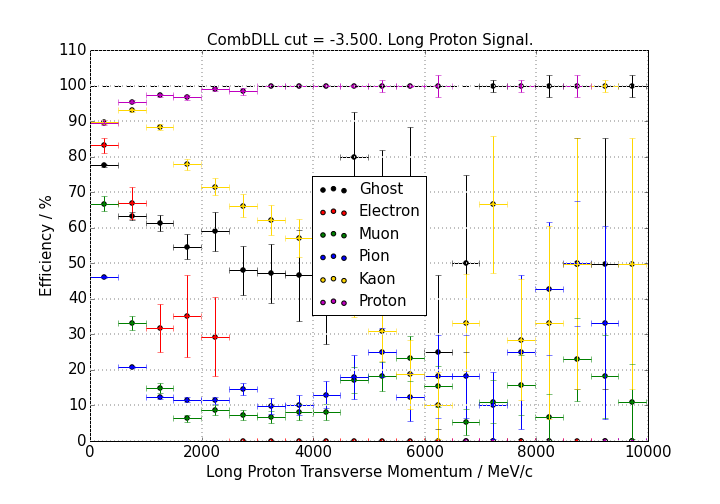 CombDLL cut = -3.500. Long Proton Signal.
110
100
90
80
70
60
50
40
30
20
10
0
Efficiency / %
Ghost
Electron
Muon
Pion
Kaon
Proton
0 2000 4000 6000 8000 10000
Long Proton Transverse Momentum / MeV/c